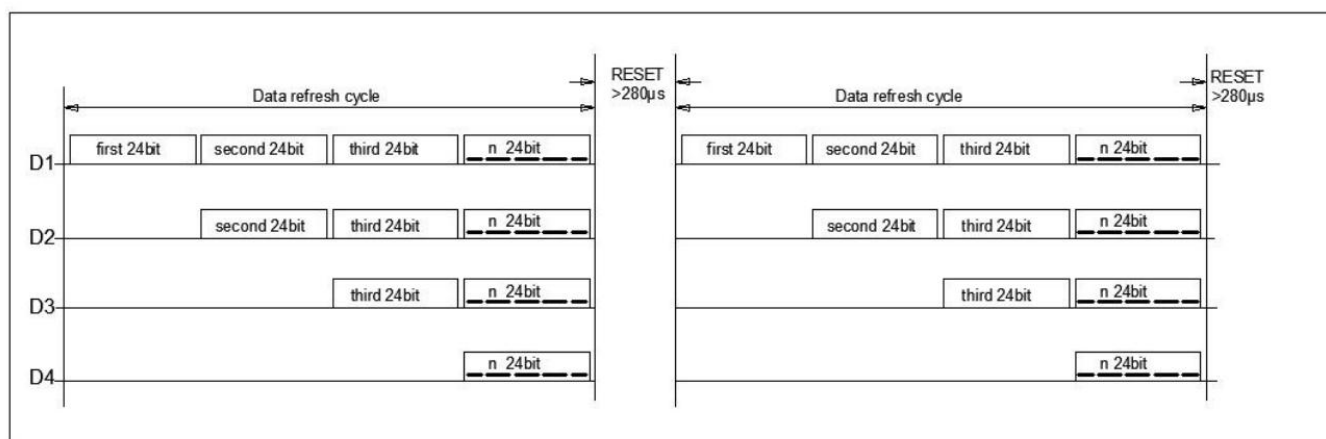 RESET
>280µs
RESET
>280µs
Data refresh cycle
Data refresh cycle
D1
first 24bit
second 24bit
third 24bit
n 24bit
first 24bit
second 24bit
third 24bit
n 24bit
D2
second 24bit
third 24bit
n 24bit
second 24bit
third 24bit
n 24bit
D3
third 24bit
n 24bit
third 24bit
n 24bit
D4
n 24bit
n 24bit